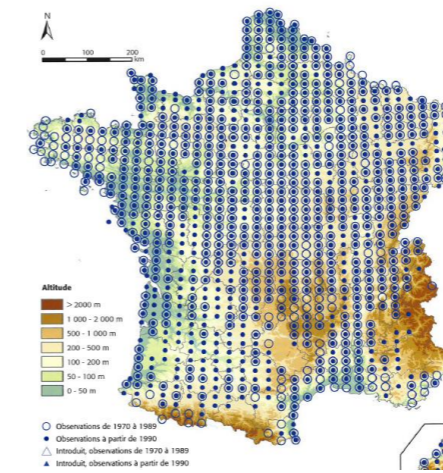 N
0 100 200
km
Altitude
> 2000 m
1 000 - 2 000 m
500 - 1 000 m
200 - 500 m
100 - 200 m
50 - 100 m
0 - 50 m
Observations de 1970 à 1989
Observations à partir de 1990
Introduit, observations de 1970 à 1989
Introduit, observations à partir de 1990